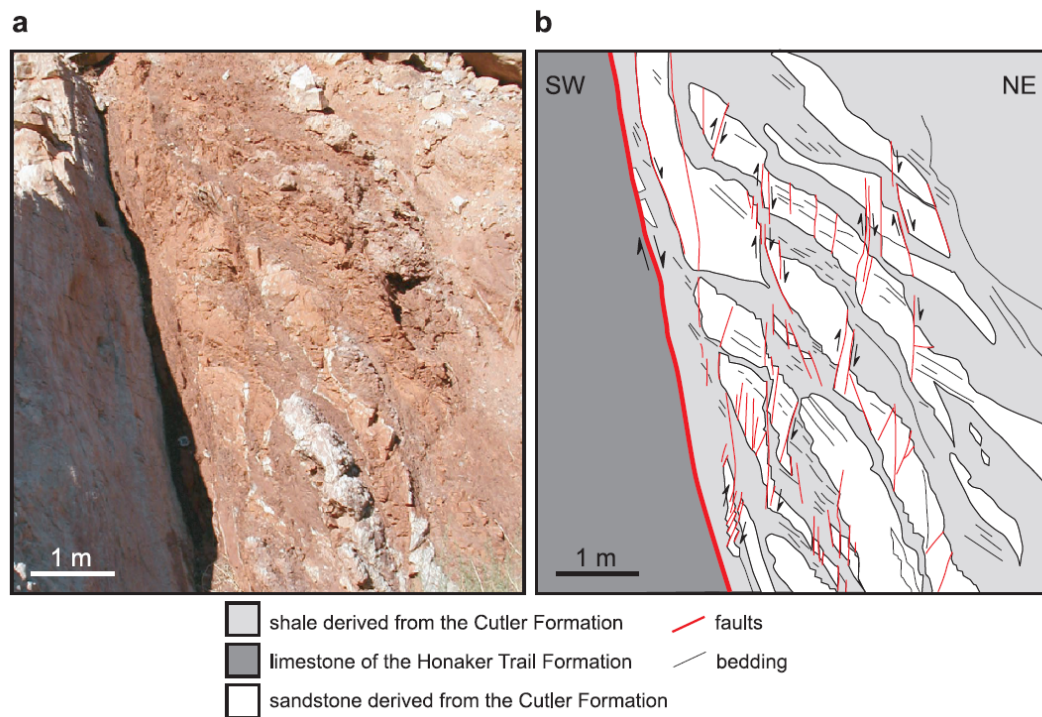 a
b
SW
NE
1 m
1 m
shale derived from the Cutler Formation
faults
limestone of the Honaker Trail Formation
bedding
sandstone derived from the Cutler Formation